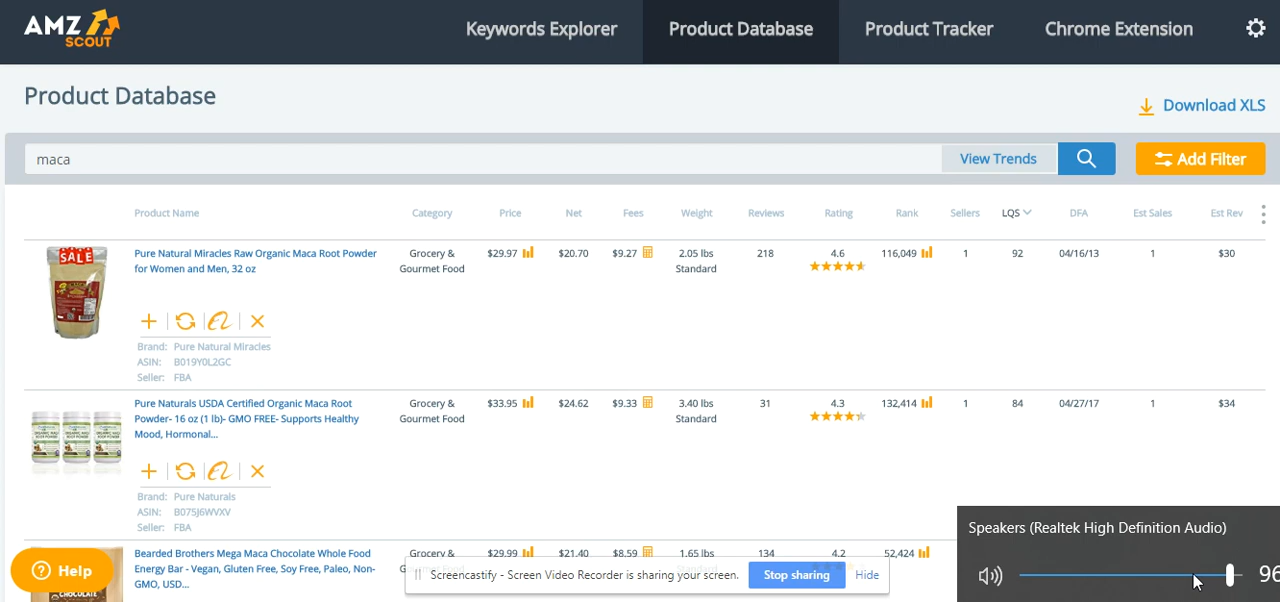 AMZ SCOUT
Keywords Explorer
Product Database
Product Tracker
Chrome Extension
Product Database
Download XLS
maca
View Trends
Add Filter
Product Name Category Price Net Fees Weight Reviews Rating Rank Sellers LQS DFA Est Sales Est Rev
SALE
Pure Natural Miracles Raw Organic Maca Root Powder Grocery & $29.97 $20.70 $9.27 2.05 lbs 218 4.6 116,049 1 92 04/16/13 1 $30
for Women and Men, 32 oz Gourmet Food Standard
Brand: Pure Natural Miracles
ASIN: B019Y0L2GC
Seller: FBA
Pure Naturals USDA Certified Organic Maca Root Grocery & $33.95 $24.62 $9.33 3.40 lbs 31 4.3 132,414 1 84 04/27/17 1 $34
Powder- 16 oz (1 lb)- GMO FREE- Supports Healthy Gourmet Food Standard
Mood, Hormonal...
Brand: Pure Naturals
ASIN: B075J6WVXV
Seller: FBA
Bearded Brothers Mega Maca Chocolate Whole Food Grocery & $29.99 $21.40 $8.59 1.65 lbs 134 4.2 52,424
Energy Bar - Vegan, Gluten Free, Soy Free, Paleo, Non-
GMO, USD...
CHOCOLATE
Help
Screencastify - Screen Video Recorder is sharing your screen. Stop sharing Hide
Speakers (Realtek High Definition Audio)
96